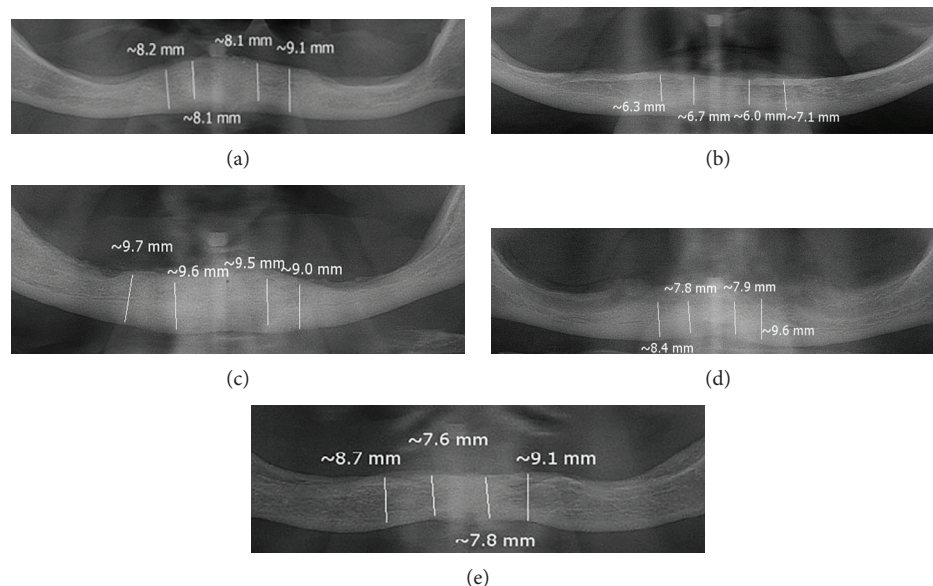 ~8.2 mm
~8.1 mm
~9.1 mm
~8.1 mm
(a)
~6.3 mm
~6.7 mm
~6.0 mm
~7.1 mm
(b)
~9.7 mm
~9.6 mm
~9.5 mm
~9.0 mm
(c)
~7.8 mm
~7.9 mm
~8.4 mm
~9.6 mm
(d)
~7.6 mm
~8.7 mm
~9.1 mm
~7.8 mm
(e)